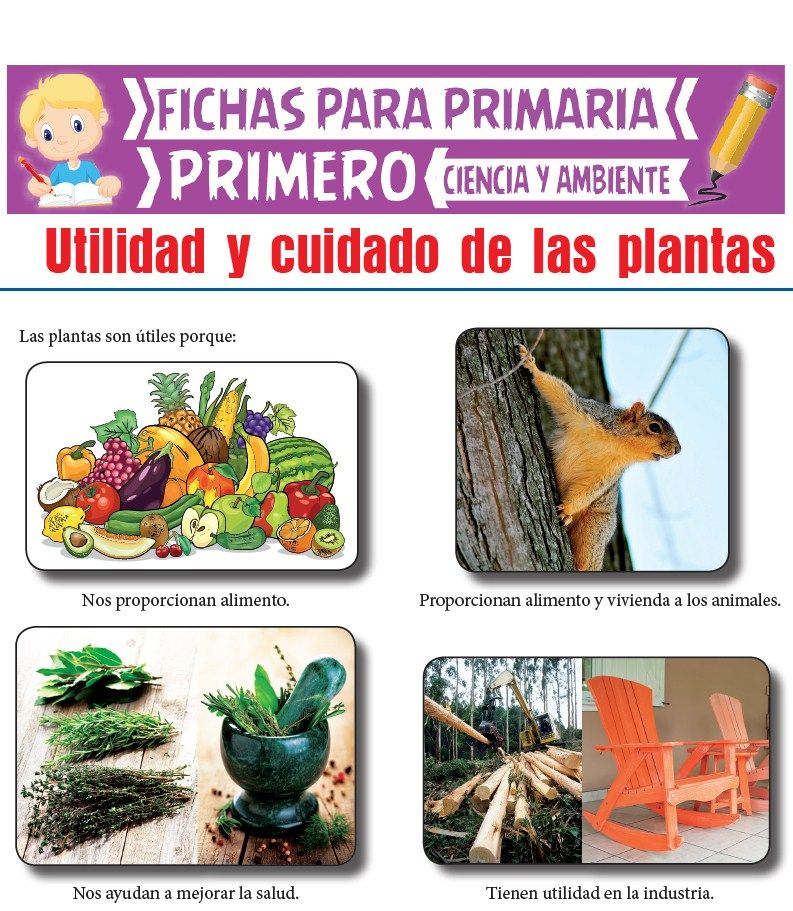 FICHAS PARA PRIMARIA
PRIMERO CIENCIA Y AMBIENTE
Utilidad y cuidado de las plantas
Las plantas son útiles porque:
Nos proporcionan alimento.
Proporcionan alimento y vivienda a los animales.
Nos ayudan a mejorar la salud.
Tienen utilidad en la industria.